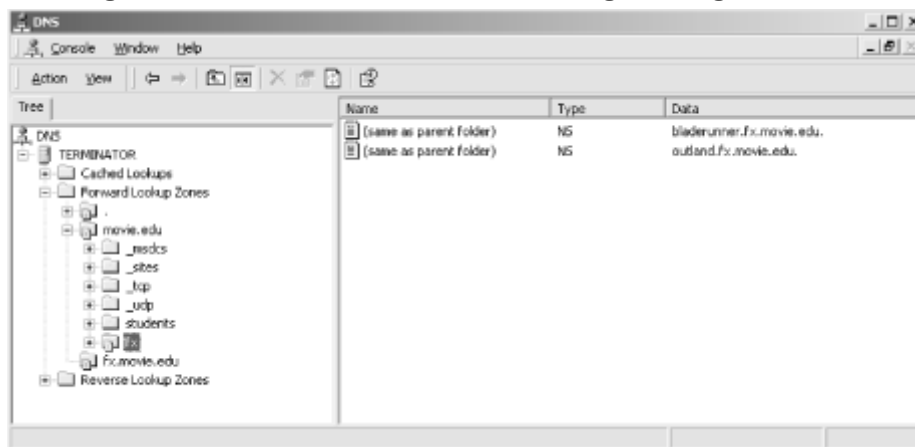 DNS
Console Window Help
Action View
Tree
Name Type Data
DNS
TERMINATOR
Cached Lookups
Forward Lookup Zones
.
movie.edu
_msdcs
_sites
_tcp
_udp
students
fx
fx.movie.edu
Reverse Lookup Zones
(same as parent folder) NS bladerunner.fx.movie.edu.
(same as parent folder) NS outland.fx.movie.edu.